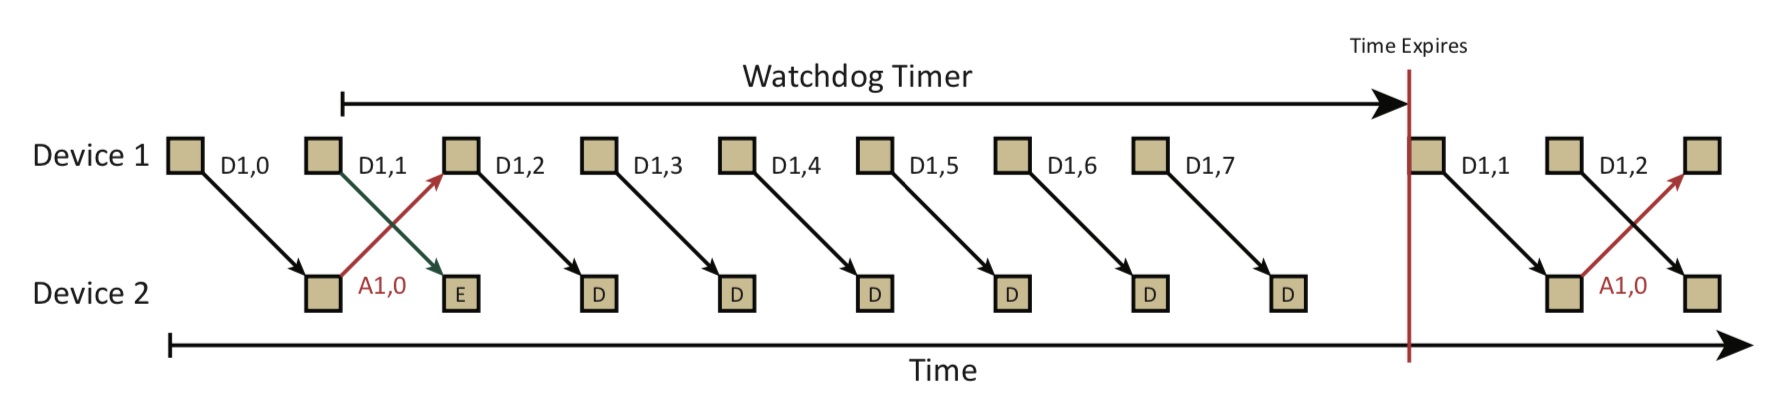 Time Expires
Watchdog Timer
Device 1 D1,0 D1,1 D1,2 D1,3 D1,4 D1,5 D1,6 D1,7 D1,1 D1,2
Device 2 A1,0 E D D D D D D A1,0
Time